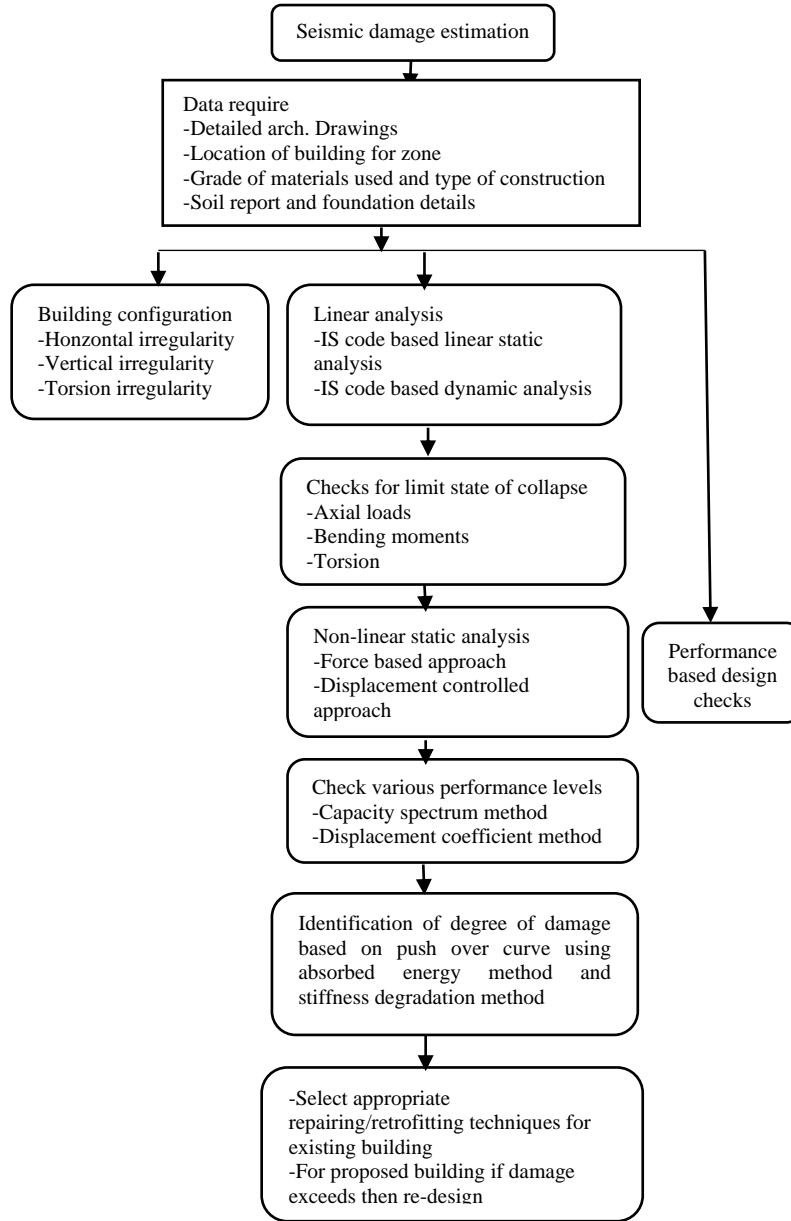 Seismic damage estimation
Data require
-Detailed arch. Drawings
-Location of building for zone
-Grade of materials used and type of construction
-Soil report and foundation details
Building configuration
-Honzontal irregularity
-Vertical irregularity
-Torsion irregularity
Linear analysis
-IS code based linear static
analysis
-IS code based dynamic analysis
Checks for limit state of collapse
-Axial loads
-Bending moments
-Torsion
Non-linear static analysis
-Force based approach
-Displacement controlled
approach
Performance
based design
checks
Check various performance levels
-Capacity spectrum method
-Displacement coefficient method
Identification of degree of damage
based on push over curve using
absorbed energy method and
stiffness degradation method
-Select appropriate
repairing/retrofitting techniques for
existing building
-For proposed building if damage
exceeds then re-design